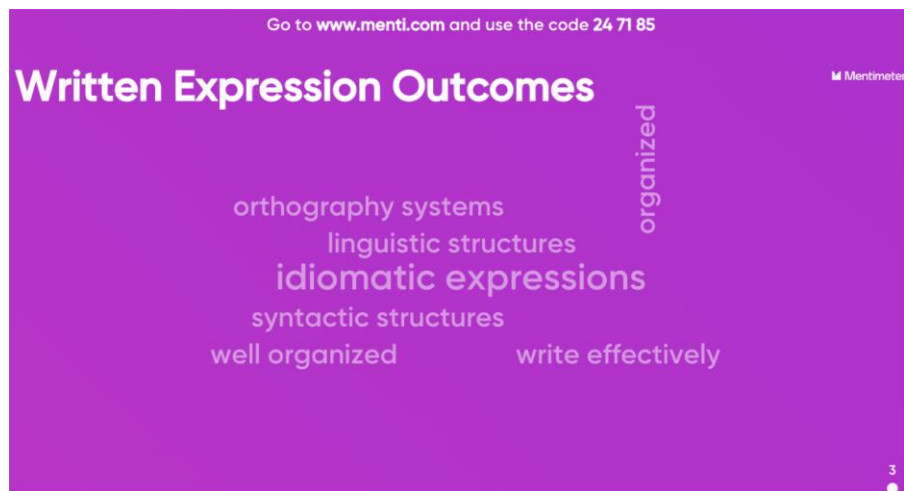 Go to www.menti.com and use the code 24 71 85
Written Expression Outcomes
Mentimeter
organized
orthography systems
linguistic structures
idiomatic expressions
syntactic structures
well organized
write effectively
3